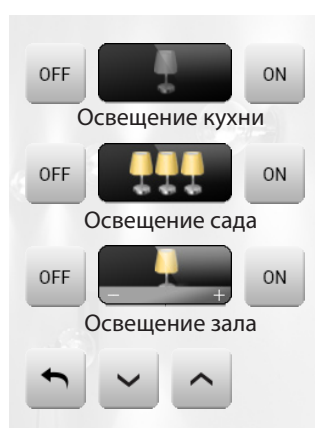 OFF ON
Освещение кухни
OFF ON
Освещение сада
OFF - + ON
Освещение зала